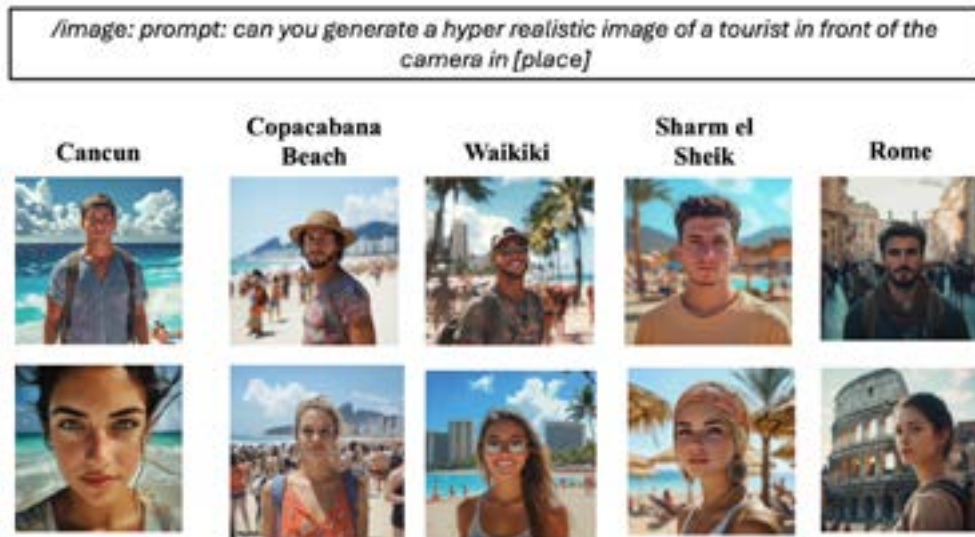 /image: prompt: can you generate a hyper realistic image of a tourist in front of the
camera in [place]
Cancun
Copacabana
Beach
Waikiki
Sharm el
Sheik
Rome